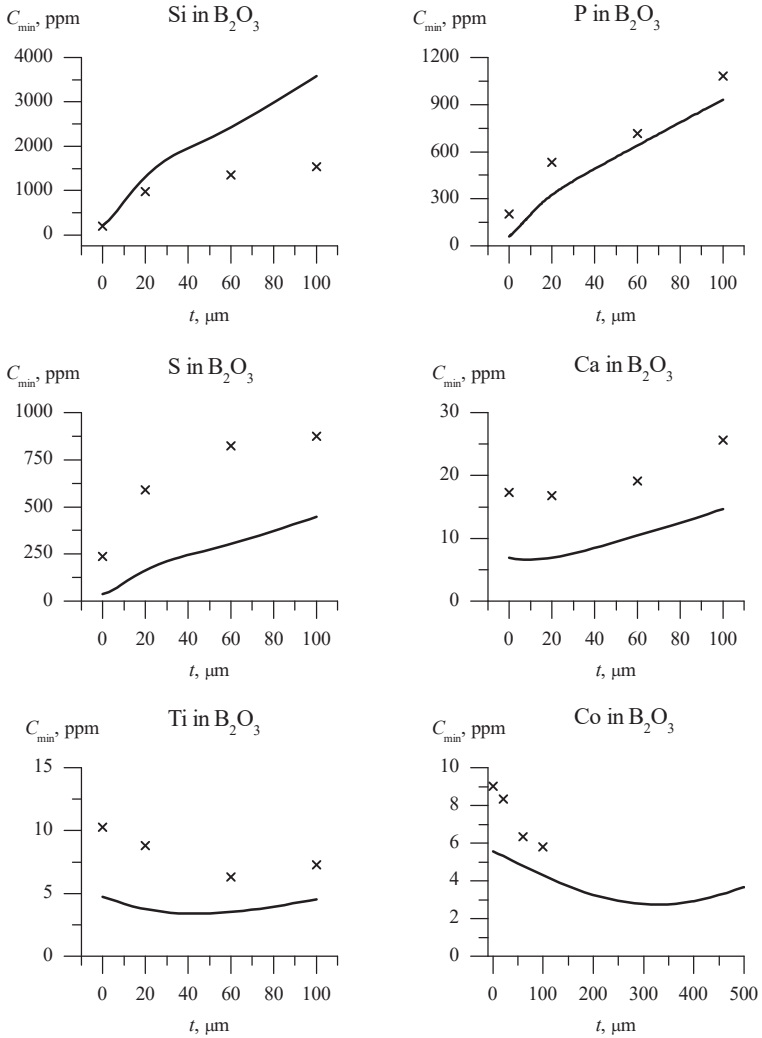 Si in B₂O₃
C_min, ppm
4000
3000
2000
1000
0
0 20 40 60 80 100
t, μm
P in B₂O₃
C_min, ppm
1200
900
600
300
0
0 20 40 60 80 100
t, μm
S in B₂O₃
C_min, ppm
1000
750
500
250
0
0 20 40 60 80 100
t, μm
Ca in B₂O₃
C_min, ppm
30
20
10
0
0 20 40 60 80 100
t, μm
Ti in B₂O₃
C_min, ppm
15
10
5
0
0 20 40 60 80 100
t, μm
Co in B₂O₃
C_min, ppm
10
8
6
4
2
0
0 100 200 300 400 500
t, μm